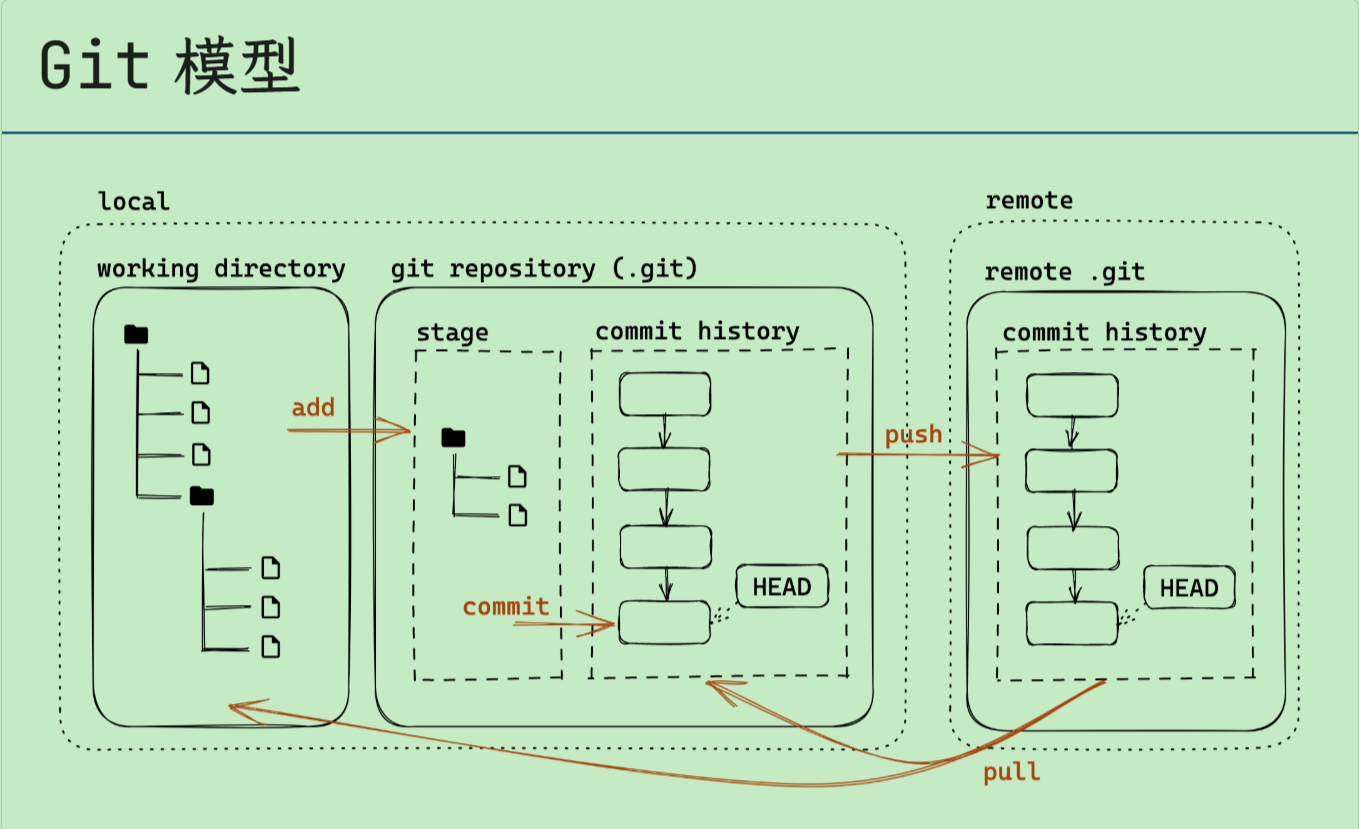 Git 模型
local
remote
working directory
git repository (.git)
remote .git
stage
commit history
commit history
add
push
HEAD
HEAD
commit
pull